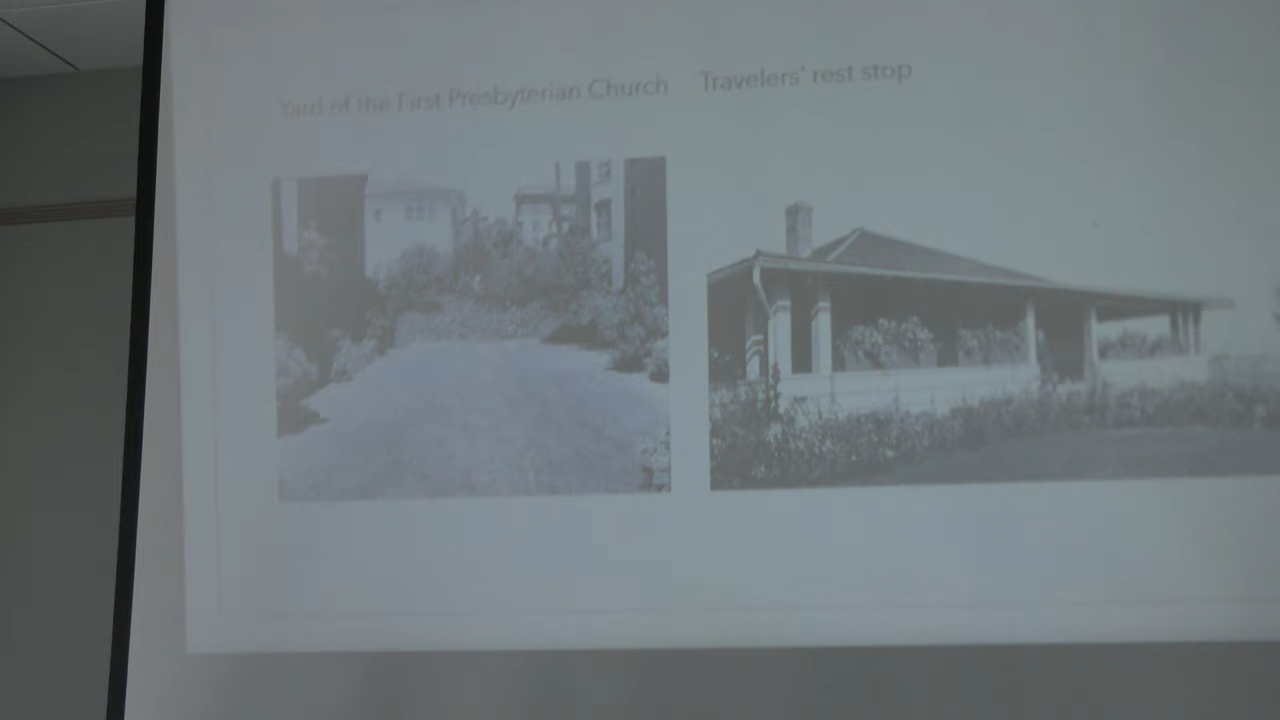 Yard of the First Presbyterian Church
Travelers' rest stop